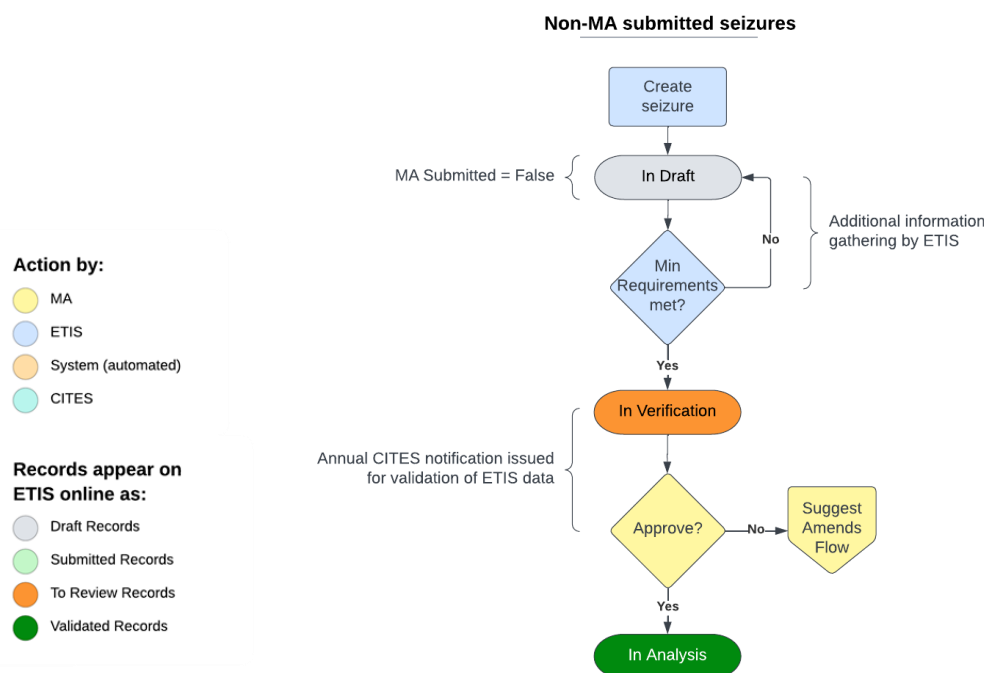 Non-MA submitted seizures
Create
seizure
MA Submitted = False
In Draft
No
Additional information
gathering by ETIS
Min
Requirements
met?
Yes
In Verification
Annual CITES notification issued
for validation of ETIS data
Approve?
No
Suggest
Amends
Flow
Yes
In Analysis
Action by:
MA
ETIS
System (automated)
CITES
Records appear on
ETIS online as:
Draft Records
Submitted Records
To Review Records
Validated Records